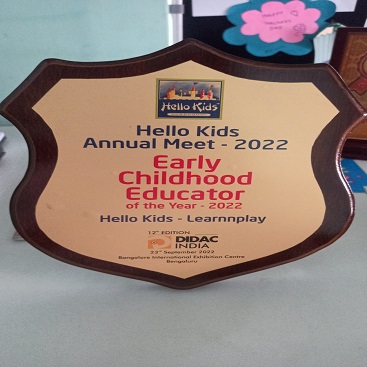 Hello Kids
Hello Kids
Annual Meet - 2022
Early
Childhood
Educator
of the Year - 2022
Hello Kids - Learnnplay
12th EDITION
DIDAC
INDIA
22nd September 2022
Bangalore International Exhibition Centre
Bengaluru